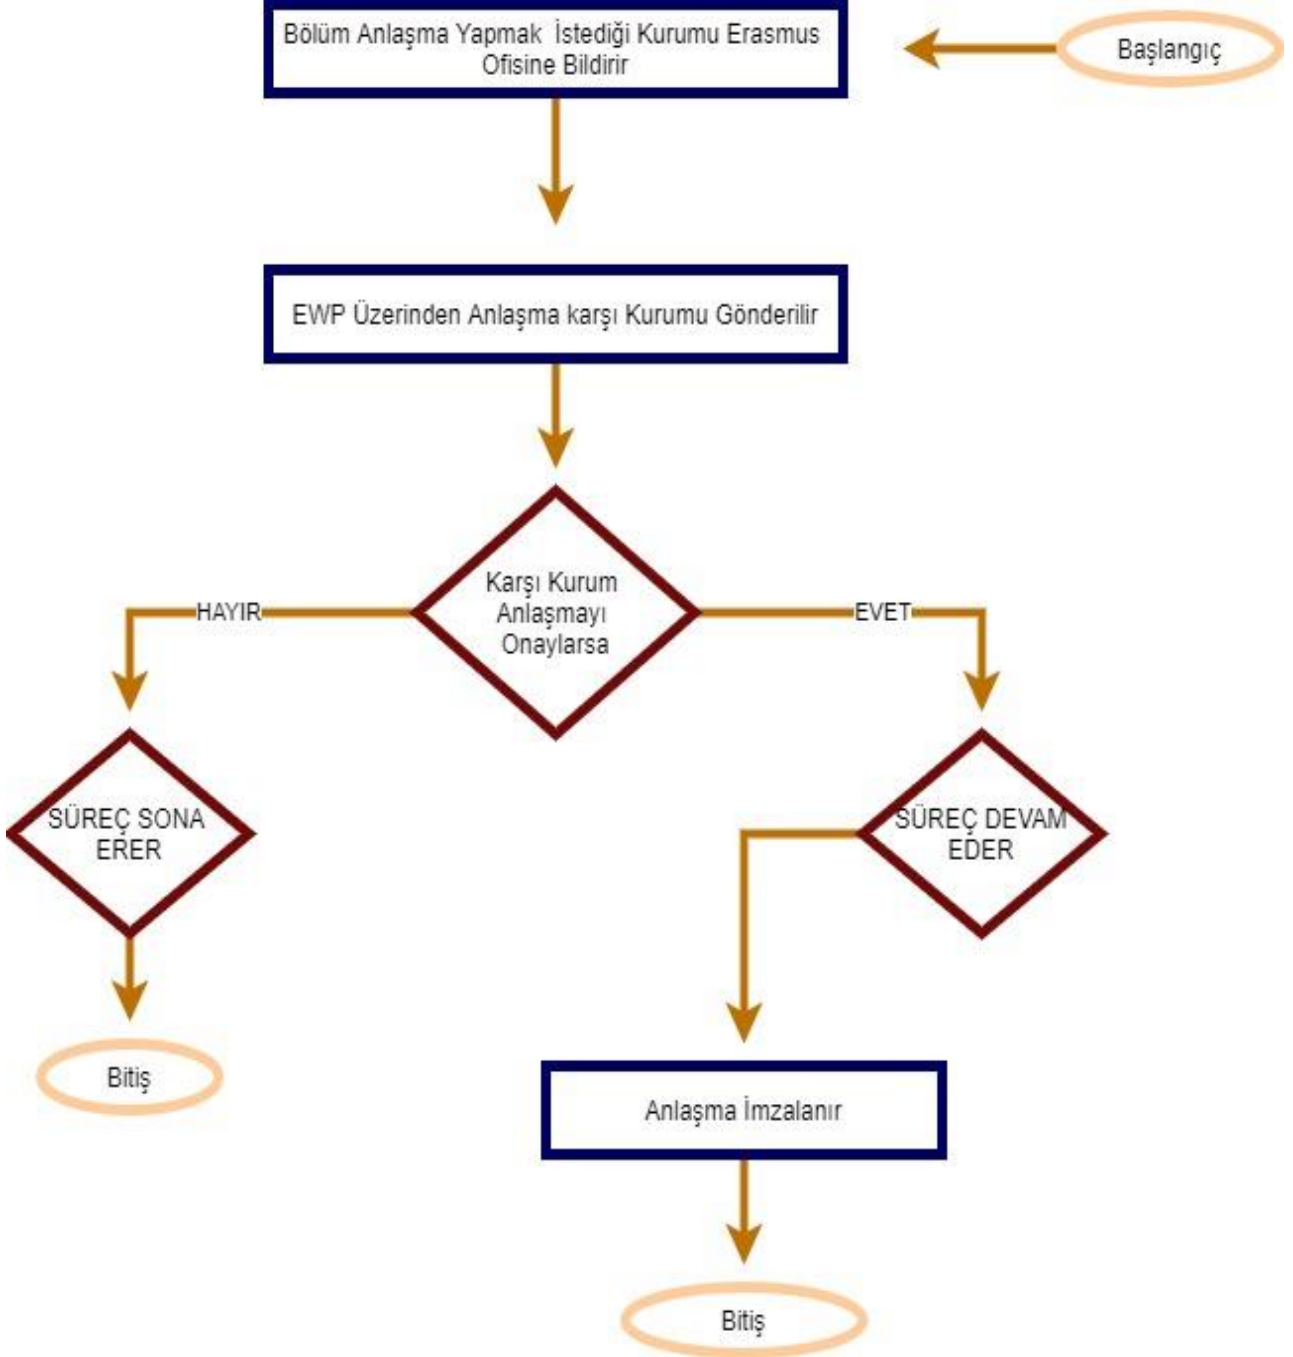 Bölüm Anlaşma Yapmak İstediği Kurumu Erasmus
Ofisine Bildirir
Başlangıç
EWP Üzerinden Anlaşma karşı Kurumu Gönderilir
Karşı Kurum
Anlaşmayı
Onaylarsa
HAYIR
EVET
SÜREÇ SONA
ERER
SÜREÇ DEVAM
EDER
Bitiş
Anlaşma İmzalanır
Bitiş